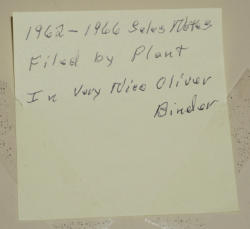 1962-1966 Sales Notes
Filed by Plant
In Very Nice Oliver
Binder